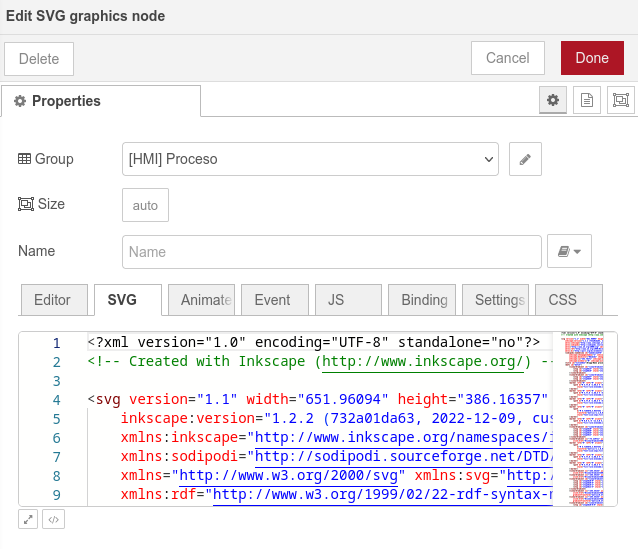 Edit SVG graphics node
Delete
Cancel
Done
Properties
Group
[HMI] Proceso
Size
auto
Name
Name
Editor
SVG
Animate
Event
JS
Binding
Settings
CSS
1 <?xml version="1.0" encoding="UTF-8" standalone="no"?>
2 <!-- Created with Inkscape (http://www.inkscape.org/) --
3
4 <svg version="1.1" width="651.96094" height="386.16357"
5 inkscape:version="1.2.2 (732a01da63, 2022-12-09, cus
6 xmlns:inkscape="http://www.inkscape.org/namespaces/i
7 xmlns:sodipodi="http://sodipodi.sourceforge.net/DTD/
8 xmlns="http://www.w3.org/2000/svg" xmlns:svg="http:/
9 xmlns:rdf="http://www.w3.org/1999/02/22-rdf-syntax-n